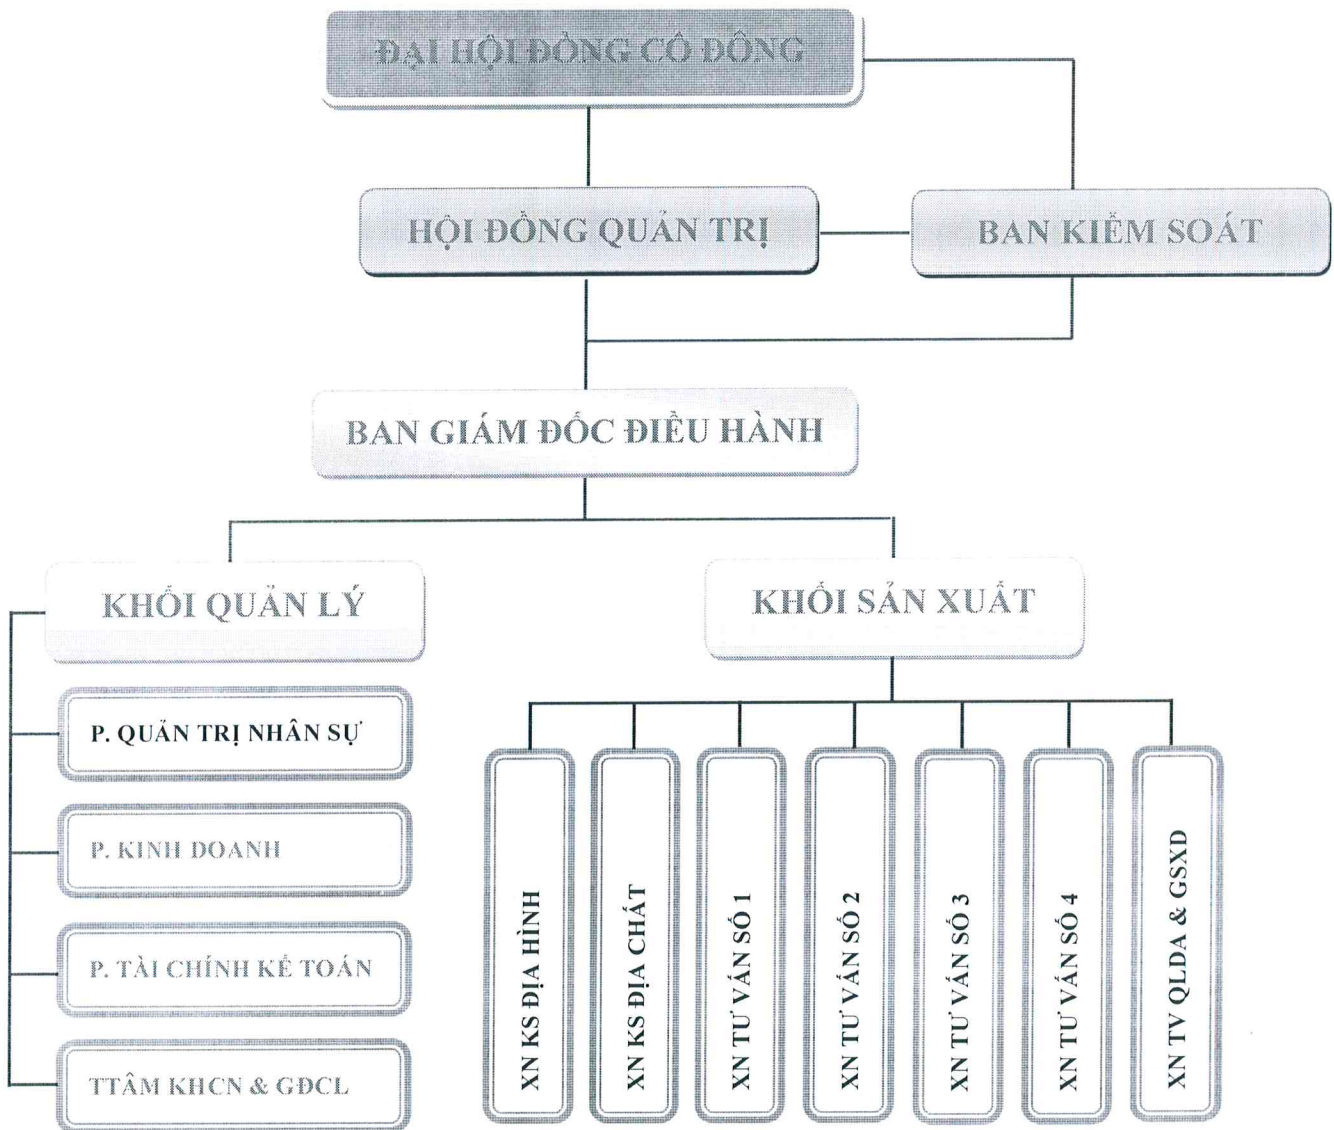 ĐẠI HỘI ĐỒNG CỔ ĐÔNG
HỘI ĐỒNG QUẢN TRỊ
BAN KIỂM SOÁT
BAN GIÁM ĐỐC ĐIỀU HÀNH
KHỐI QUẢN LÝ
KHỐI SẢN XUẤT
P. QUẢN TRỊ NHÂN SỰ
P. KINH DOANH
P. TÀI CHÍNH KẾ TOÁN
TTÂM KHCN & GĐCL
XN KS ĐỊA HÌNH
XN KS ĐỊA CHẤT
XN TƯ VẤN SỐ 1
XN TƯ VẤN SỐ 2
XN TƯ VẤN SỐ 3
XN TƯ VẤN SỐ 4
XN TV QLDA & GSXD